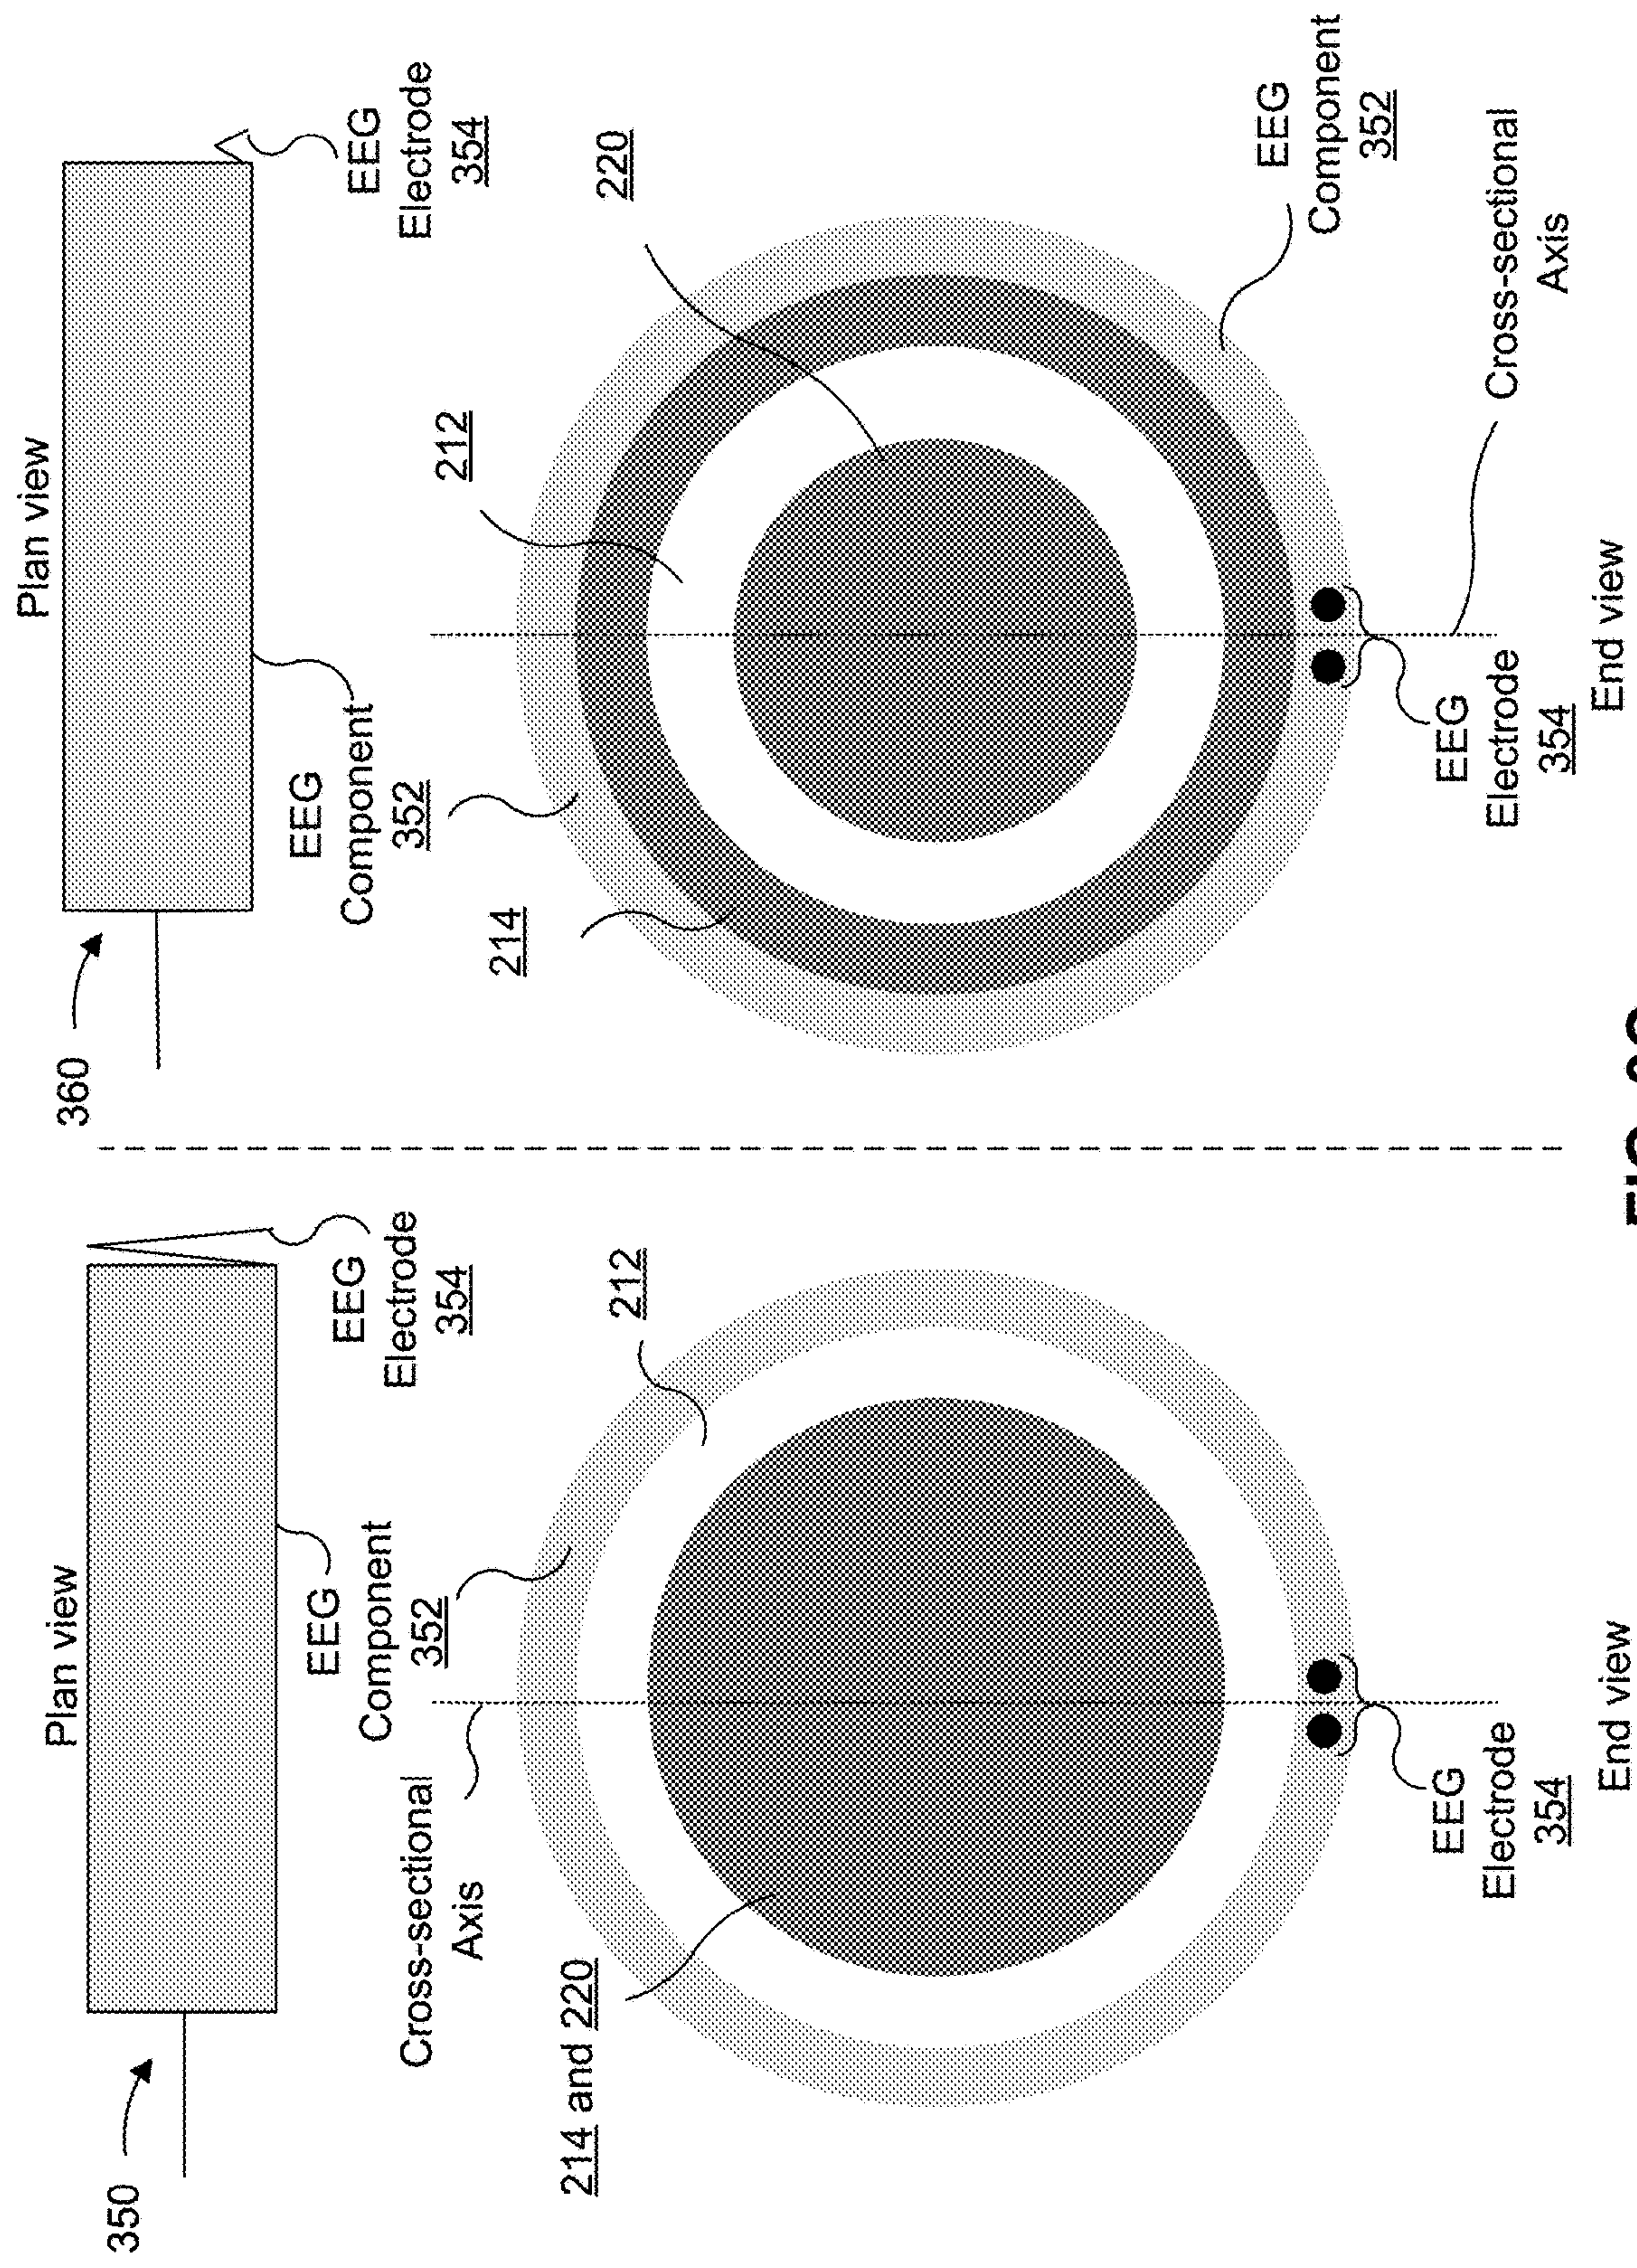 350
Plan view
EEG
Electrode
354
EEG
Component
352
Cross-sectional
Axis
212
214 and 220
EEG
Electrode
354
End view
360
Plan view
EEG
Electrode
354
EEG
Component
352
212
220
214
EEG
Component
352
Cross-sectional
Axis
EEG
Electrode
354
End view